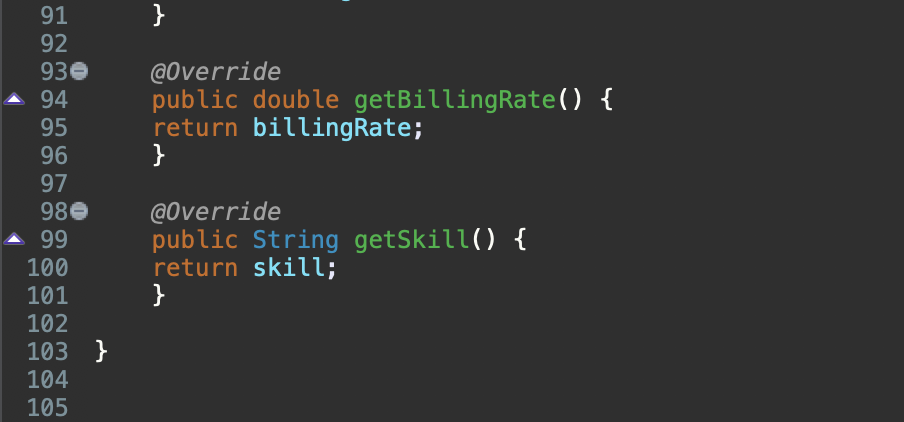 91 }
92
93 @Override
94 public double getBillingRate() {
95 return billingRate;
96 }
97
98 @Override
99 public String getSkill() {
100 return skill;
101 }
102
103 }
104
105